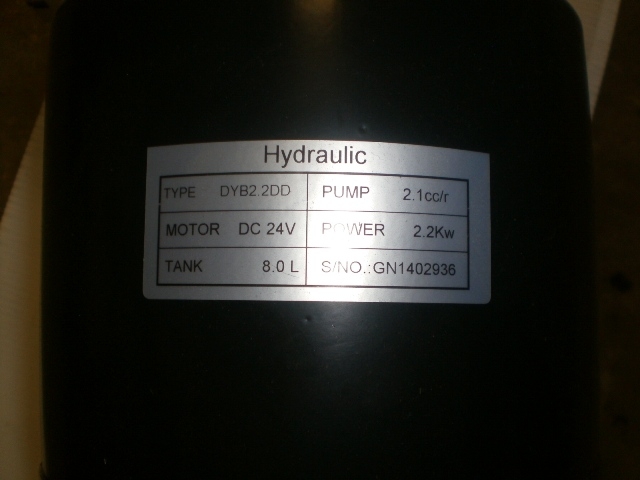 Hydraulic
TYPE DYB2.2DD PUMP 2.1cc/r
MOTOR DC 24V POWER 2.2Kw
TANK 8.0 L S/NO.:GN1402936